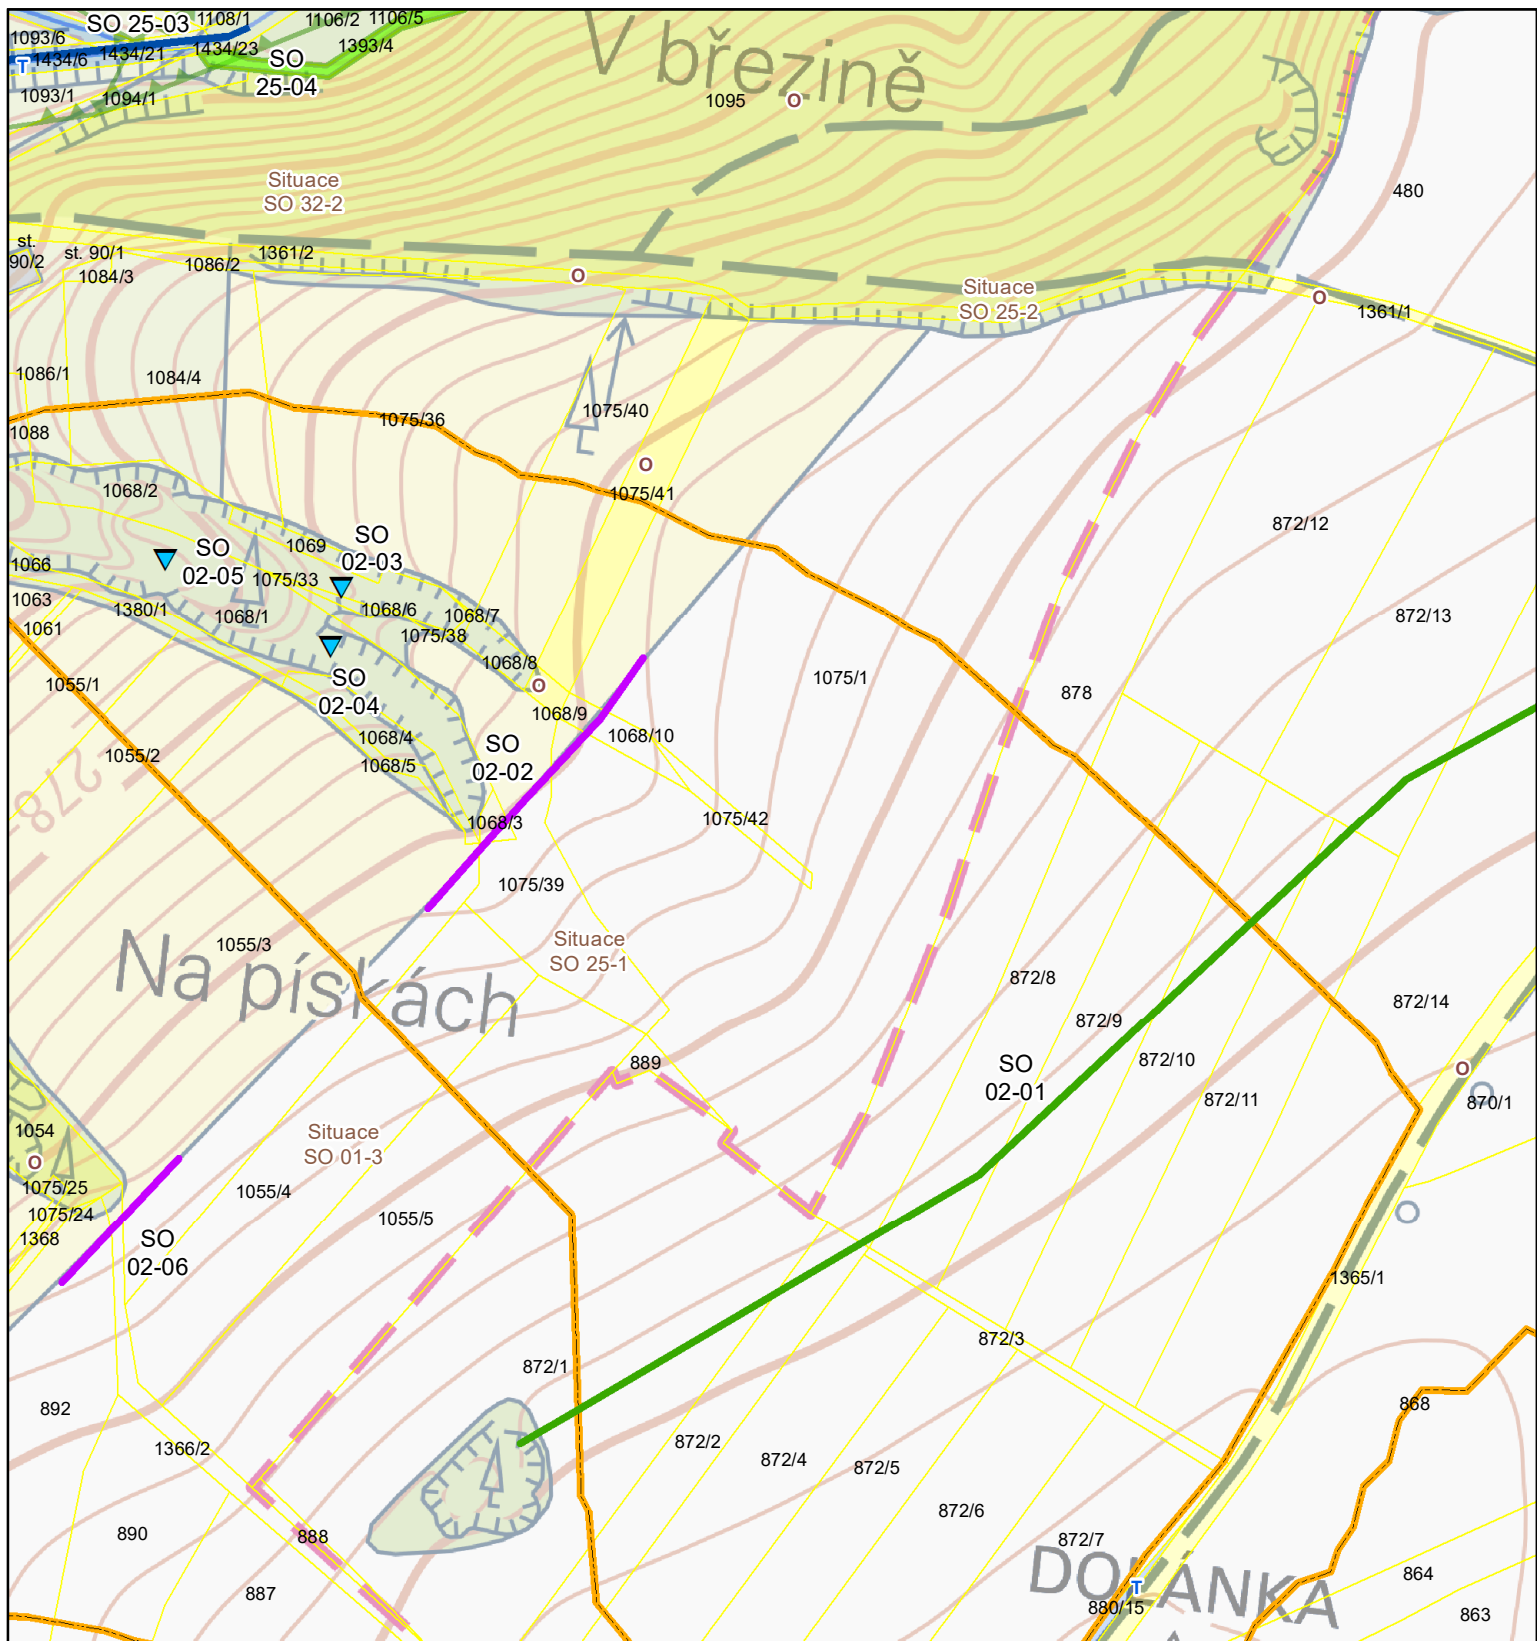 SO 25-03
1108/1
1106/2
1106/5
1093/6
1434/6
1434/21
1434/23
1393/4
T
SO
25-04
1093/1
1094/1
V březině
1095
O
Situace
SO 32-2
480
st.
90/2
st. 90/1
1084/3
1086/2
1361/2
O
Situace
SO 25-2
O
1361/1
1086/1
1084/4
1075/36
1075/40
1088
O
1075/41
1068/2
872/12
SO
02-05
1069
SO
02-03
1066
1075/33
1063
1380/1
1068/1
1068/6
1068/7
872/13
1061
1075/38
1068/8
1055/1
SO
02-04
O
1075/1
878
1068/9
1068/10
1068/4
1055/2
1068/5
SO
02-02
278
1068/3
1075/42
1075/39
1055/3
Situace
SO 25-1
Na pískách
872/8
872/14
872/9
889
SO
02-01
872/10
O
872/11
870/1
1054
Situace
SO 01-3
O
1075/25
1055/4
1075/24
1055/5
1368
SO
02-06
1365/1
872/3
872/1
892
868
1366/2
872/2
872/4
872/5
872/6
890
888
872/7
DOLÁNKA
864
887
T
880/15
863